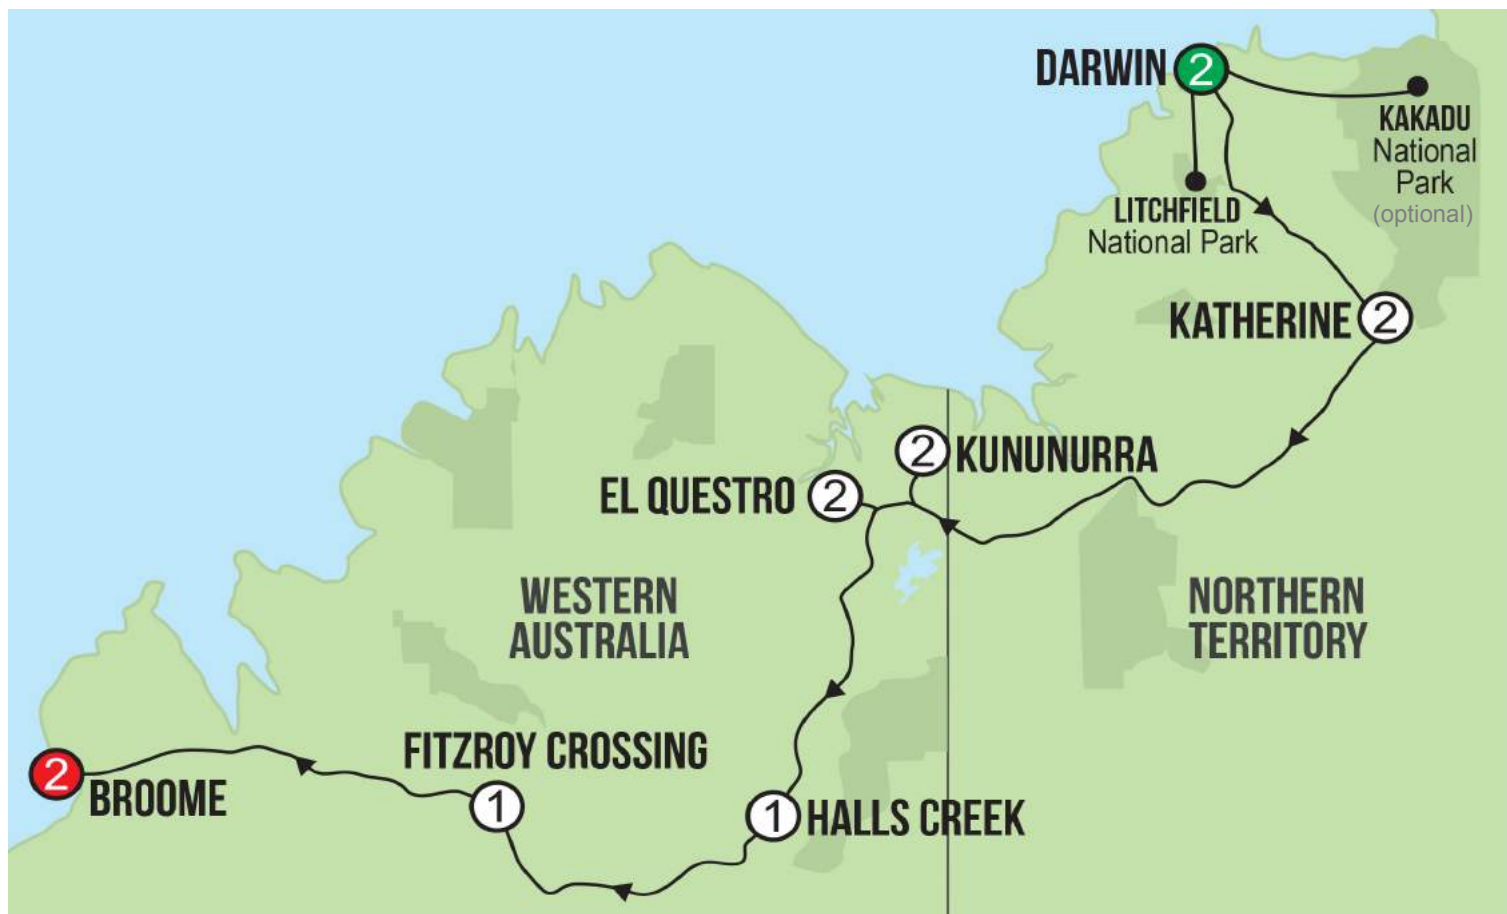 DARWIN 2
KAKADU
National
Park
(optional)
LITCHFIELD
National Park
KATHERINE 2
2 KUNUNURRA
EL QUESTRO 2
WESTERN
AUSTRALIA
NORTHERN
TERRITORY
FITZROY CROSSING
1
2
BROOME
1 HALLS CREEK